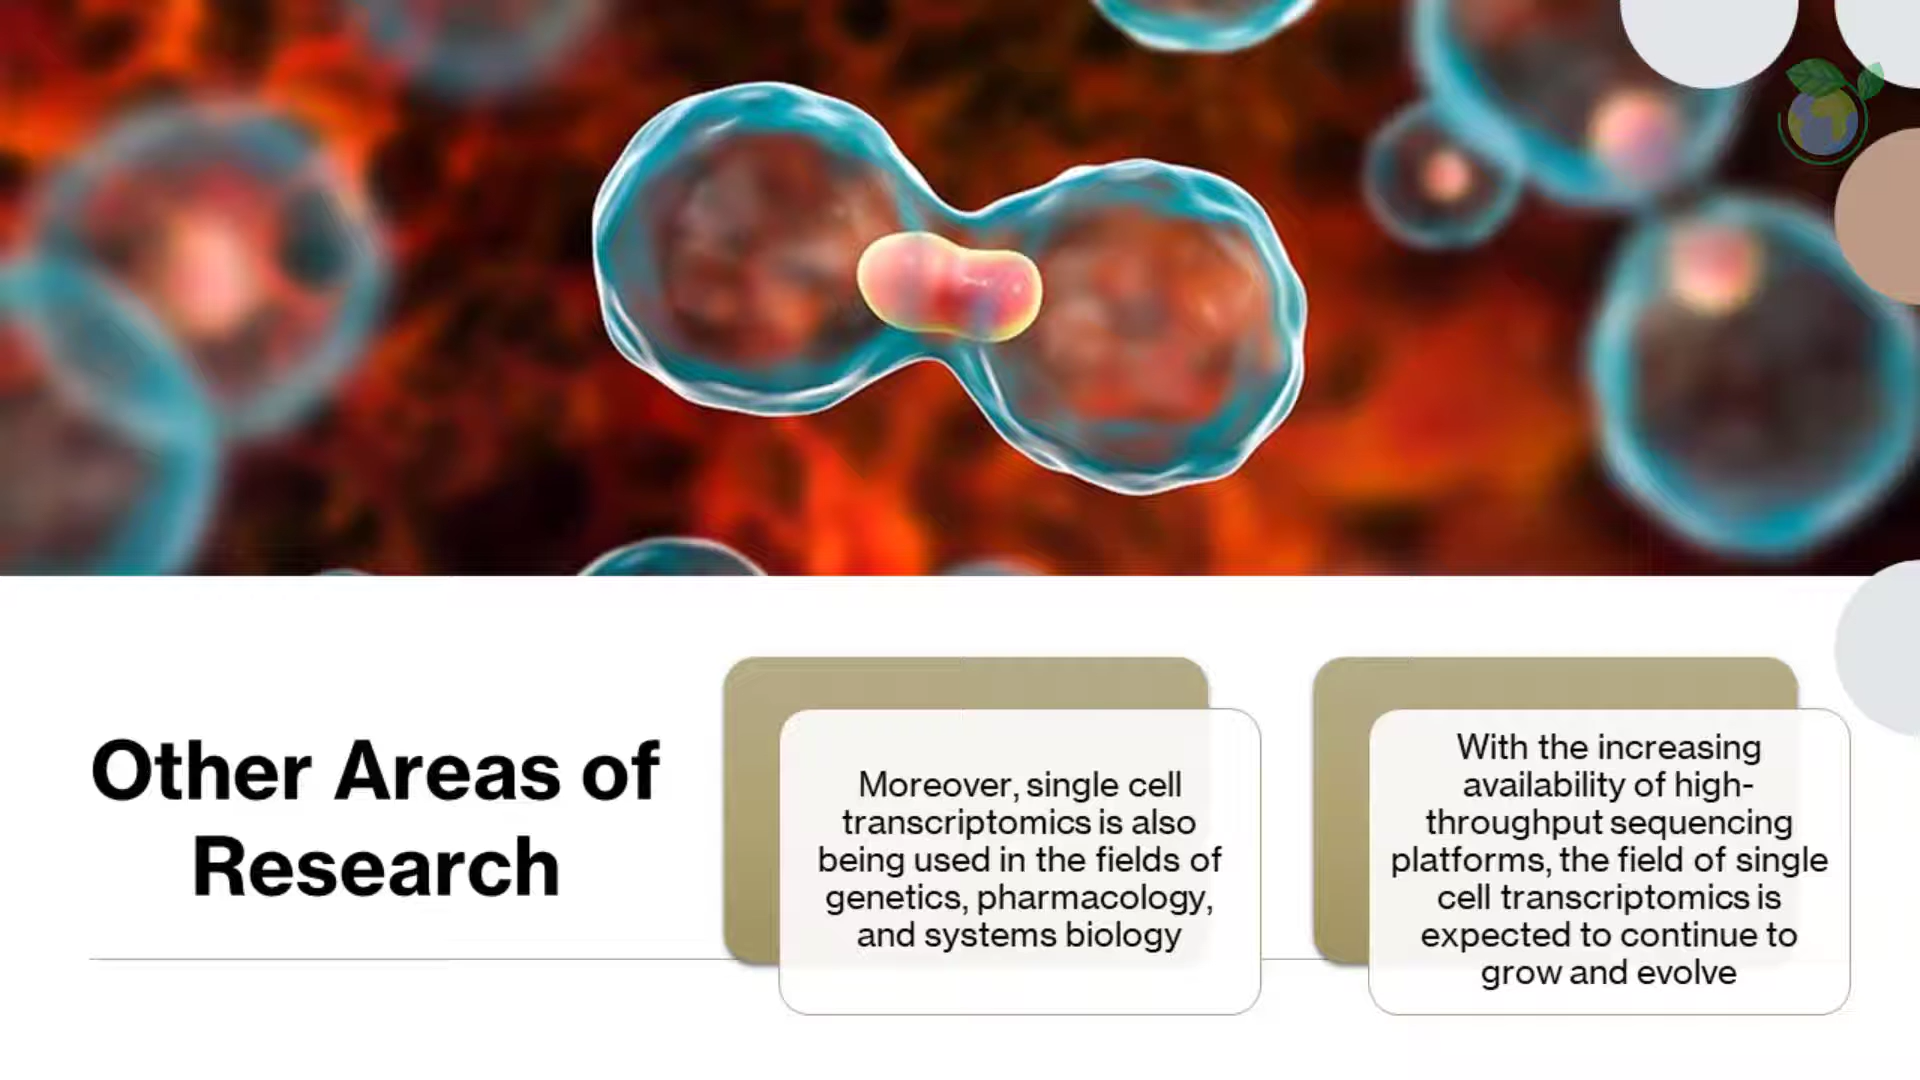 Other Areas of
Research
Moreover, single cell
transcriptomics is also
being used in the fields of
genetics, pharmacology,
and systems biology
With the increasing
availability of high-
throughput sequencing
platforms, the field of single
cell transcriptomics is
expected to continue to
grow and evolve